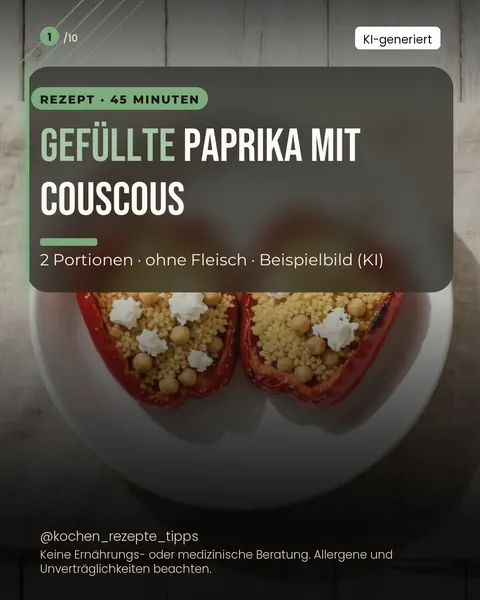 1 /10
KI-generiert
REZEPT · 45 MINUTEN
GEFÜLLTE PAPRIKA MIT
COUSCOUS
2 Portionen · ohne Fleisch · Beispielbild (KI)
@kochen_rezepte_tipps
Keine Ernährungs- oder medizinische Beratung. Allergene und
Unverträglichkeiten beachten.